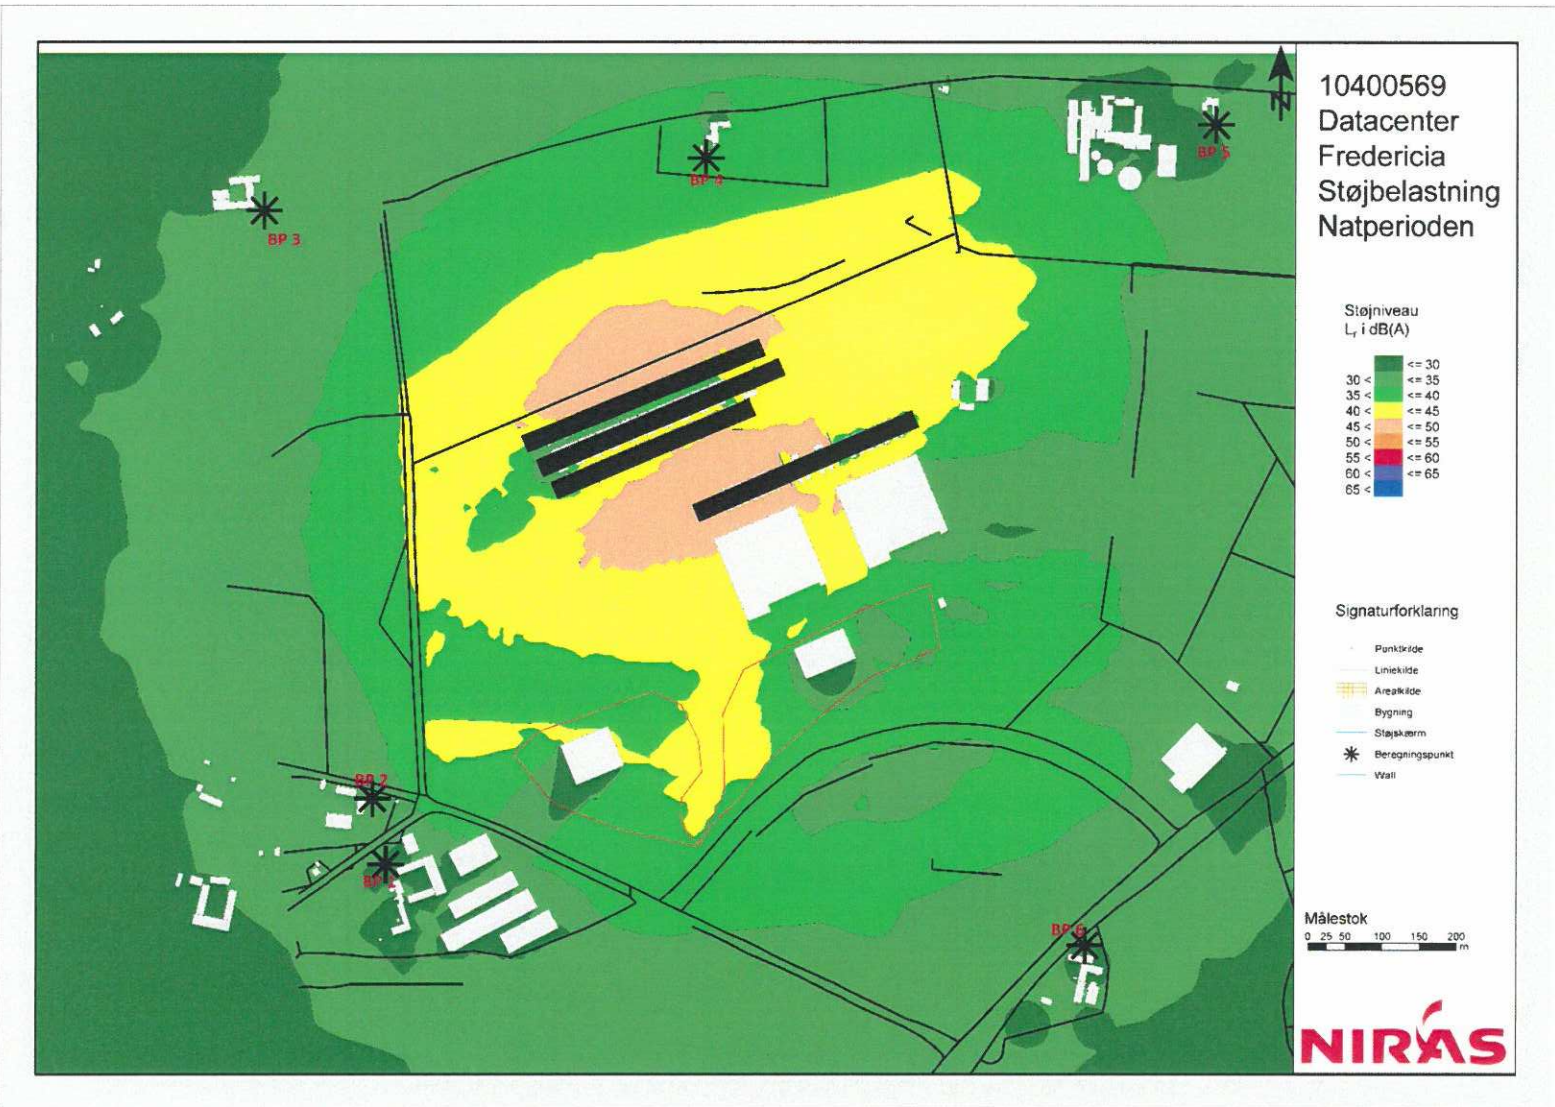 10400569
Datacenter
Fredericia
Støjbelastning
Natperioden
N
BP 4
BP 5
BP 3
BP 2
BP 1
BP 6
Støjniveau
Lr i dB(A)
<= 30
30 < <= 35
35 < <= 40
40 < <= 45
45 < <= 50
50 < <= 55
55 < <= 60
60 < <= 65
65 <
Signaturforklaring
Punktkilde
Liniekilde
Arealkilde
Bygning
Støjskærm
Beregningspunkt
Wall
Målestok
0 25 50 100 150 200
m
NIRAS